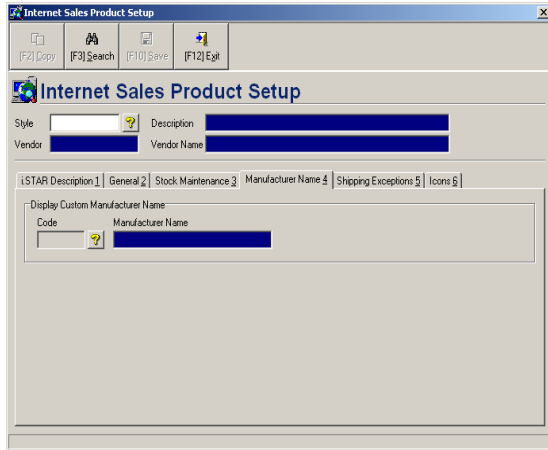 Internet Sales Product Setup
[F2] Copy [F3] Search [F10] Save [F12] Exit
Internet Sales Product Setup
Style Description
Vendor Vendor Name
i.STAR Description 1 General 2 Stock Maintenance 3 Manufacturer Name 4 Shipping Exceptions 5 Icons 6
Display Custom Manufacturer Name
Code Manufacturer Name